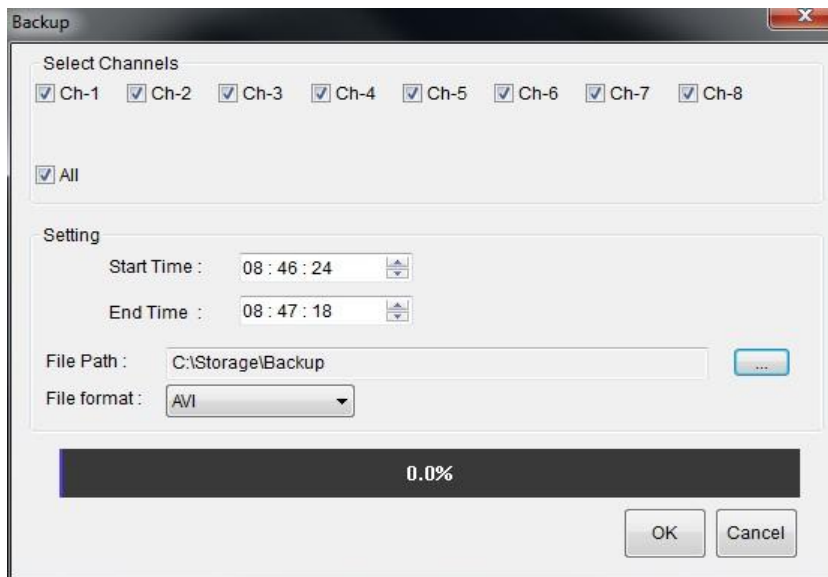 Backup
Select Channels
Ch-1 Ch-2 Ch-3 Ch-4 Ch-5 Ch-6 Ch-7 Ch-8
All
Setting
Start Time : 08 : 46 : 24
End Time : 08 : 47 : 18
File Path : C:\Storage\Backup ...
File format : AVI
0.0%
OK Cancel